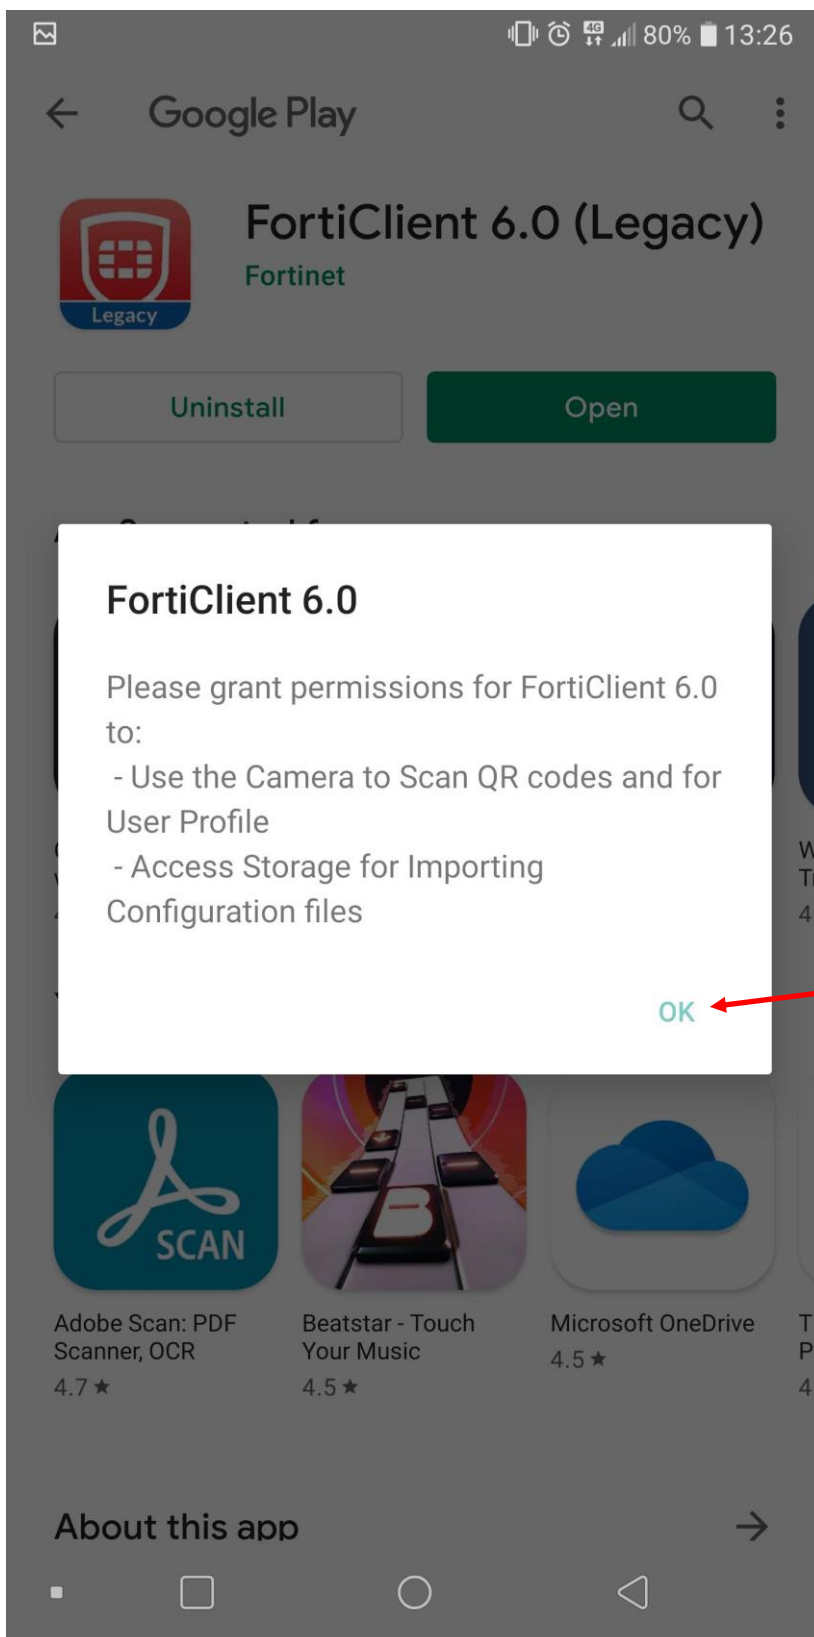 4G
80% 13:26
Google Play
FortiClient 6.0 (Legacy)
Fortinet
Legacy
Uninstall
Open
FortiClient 6.0
Please grant permissions for FortiClient 6.0
to:
- Use the Camera to Scan QR codes and for
User Profile
- Access Storage for Importing
Configuration files
OK
SCAN
B
Adobe Scan: PDF
Scanner, OCR
4.7 ★
Beatstar - Touch
Your Music
4.5 ★
Microsoft OneDrive
4.5 ★
About this app